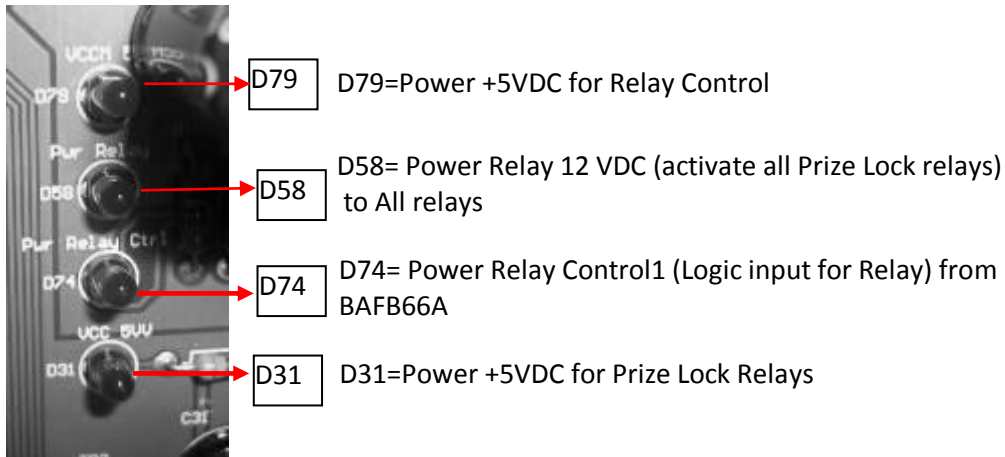 VCCM 5
D79
D79
D79=Power +5VDC for Relay Control
Pwr Relay
D58
D58
D58= Power Relay 12 VDC (activate all Prize Lock relays)
to All relays
Pwr Relay Ctrl
D74
D74
D74= Power Relay Control1 (Logic input for Relay) from
BAFB66A
VCC 5VV
D31
D31
D31=Power +5VDC for Prize Lock Relays
C31